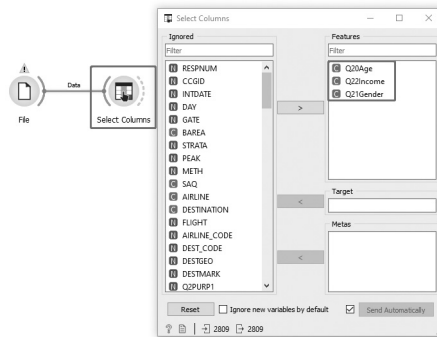 Select Columns
Ignored
Features
Filter
Filter
N RESPNUM
N CCGID
N INTDATE
N DAY
N GATE
C BAREA
N STRATA
N PEAK
N METH
C SAQ
C AIRLINE
C DESTINATION
N FLIGHT
N AIRLINE_CODE
N DEST_CODE
N DESTGEO
N DESTMARK
N Q2PURP1
C Q20Age
C Q22Income
C Q21Gender
>
Target
<
Metas
<
Reset
Ignore new variables by default
Send Automatically
? 2809 2809
Data
File
Select Columns